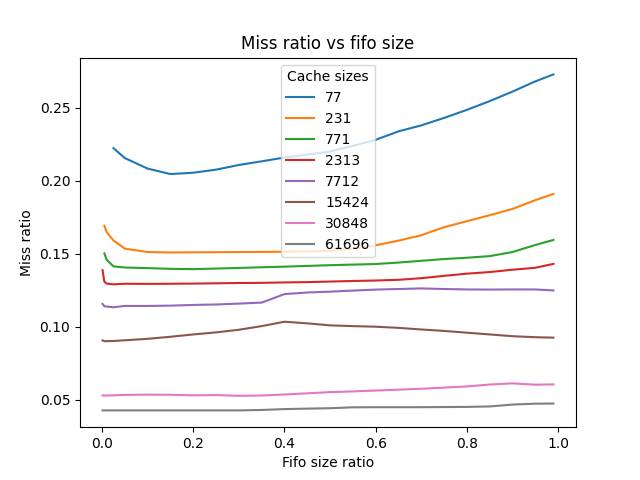 Miss ratio vs fifo size
Cache sizes
77
231
771
2313
7712
15424
30848
61696
Miss ratio
0.25
0.20
0.15
0.10
0.05
0.0 0.2 0.4 0.6 0.8 1.0
Fifo size ratio